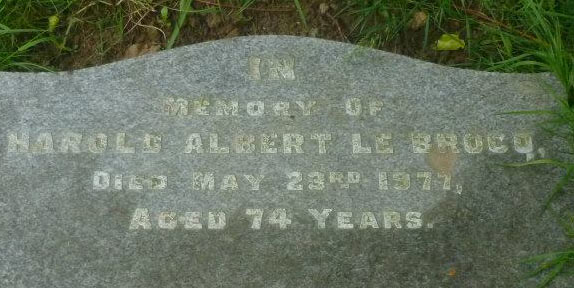 IN
MEMORY OF
HAROLD ALBERT LE BROCQ,
DIED MAY 23RD 1977,
AGED 74 YEARS.